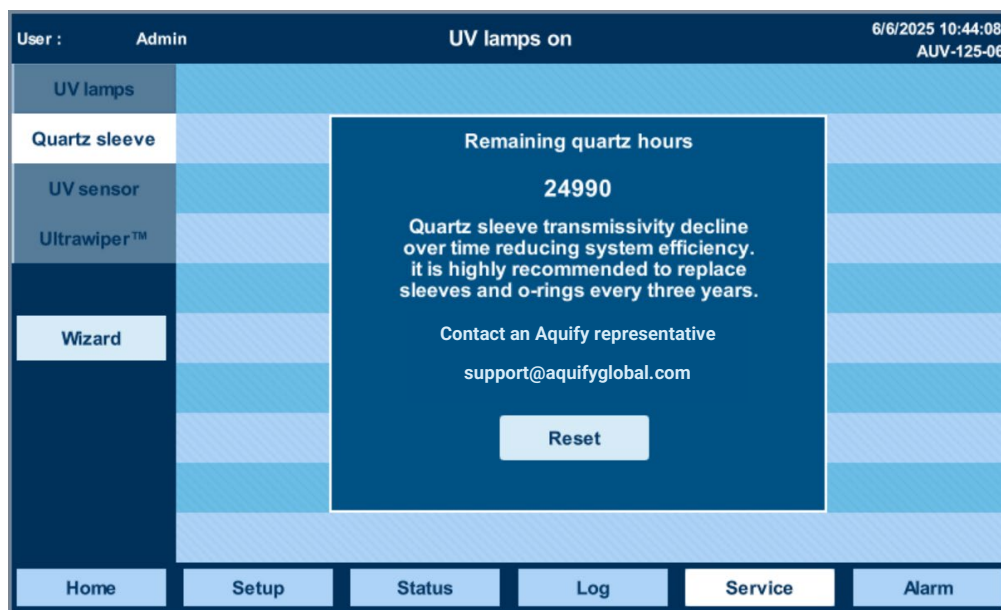 User : Admin
UV lamps on
6/6/2025 10:44:08
AUV-125-06
UV lamps
Quartz sleeve
UV sensor
Ultrawiper™
Wizard
Remaining quartz hours
24990
Quartz sleeve transmissivity decline
over time reducing system efficiency.
it is highly recommended to replace
sleeves and o-rings every three years.
Contact an Aquify representative
support@aquifyglobal.com
Reset
Home Setup Status Log Service Alarm